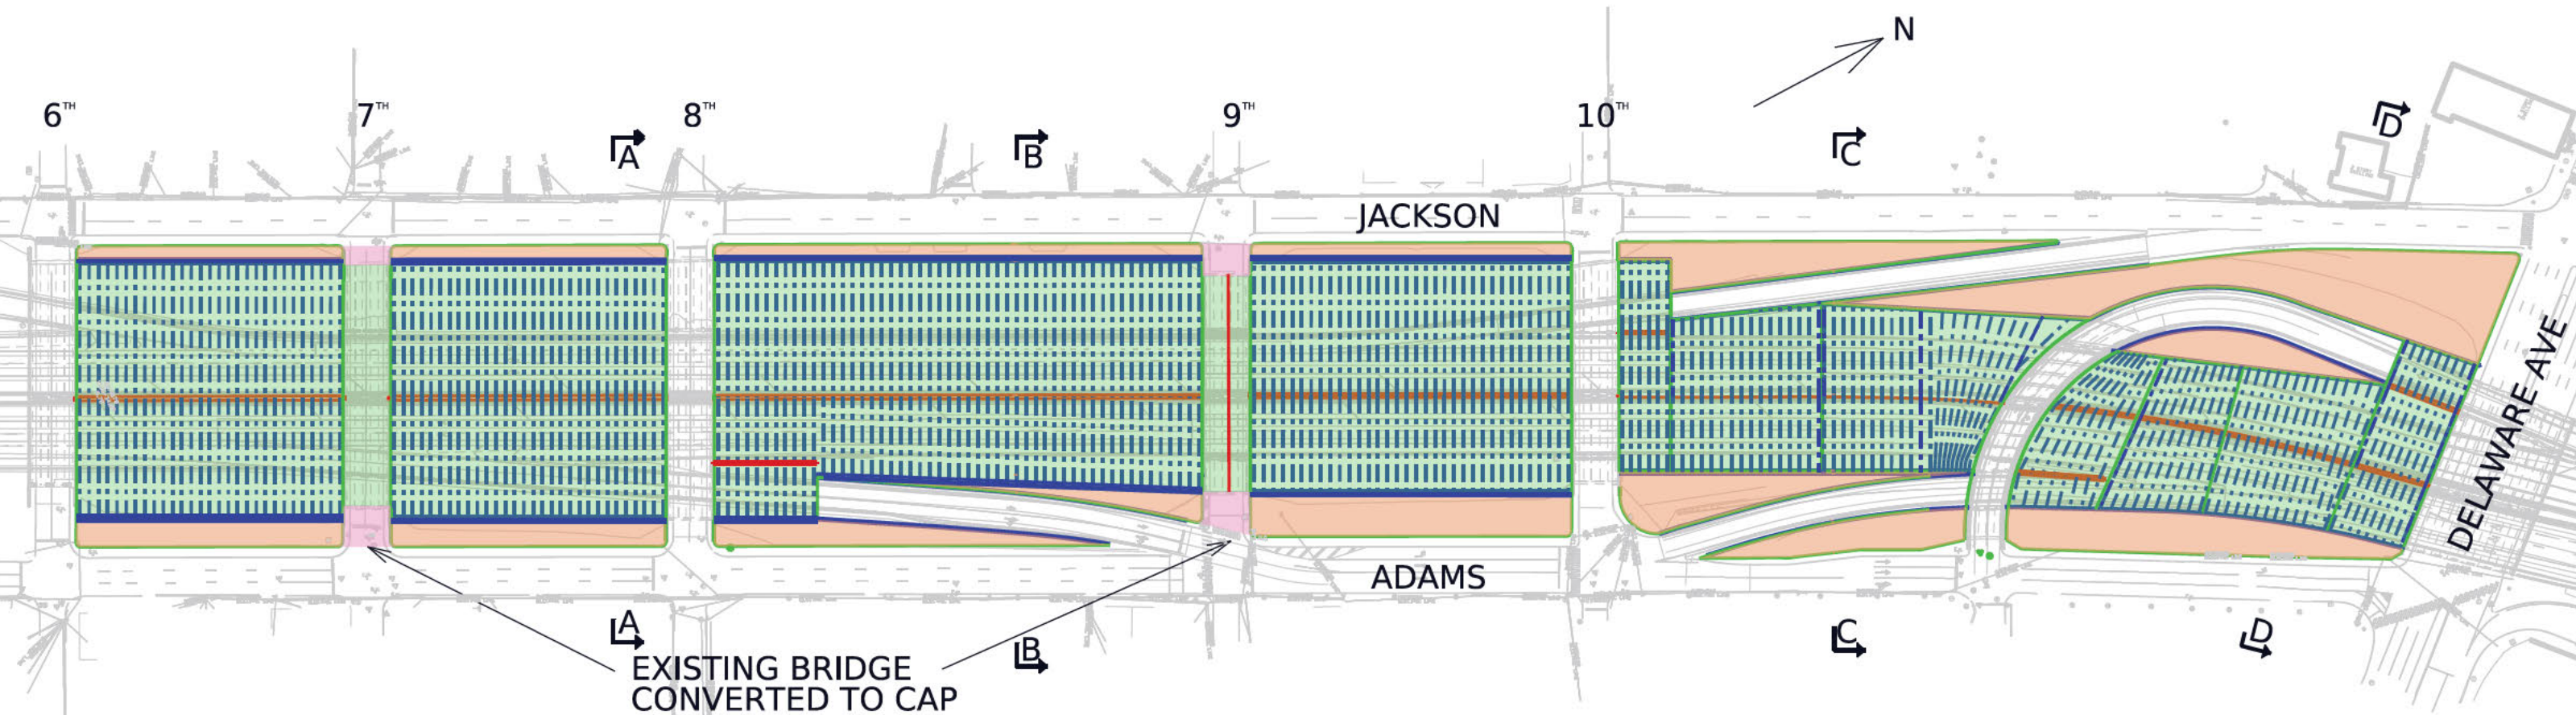 N
6TH
7TH
8TH
9TH
10TH
A
B
C
D
JACKSON
DELAWARE AVE
ADAMS
A
B
C
D
EXISTING BRIDGE
CONVERTED TO CAP